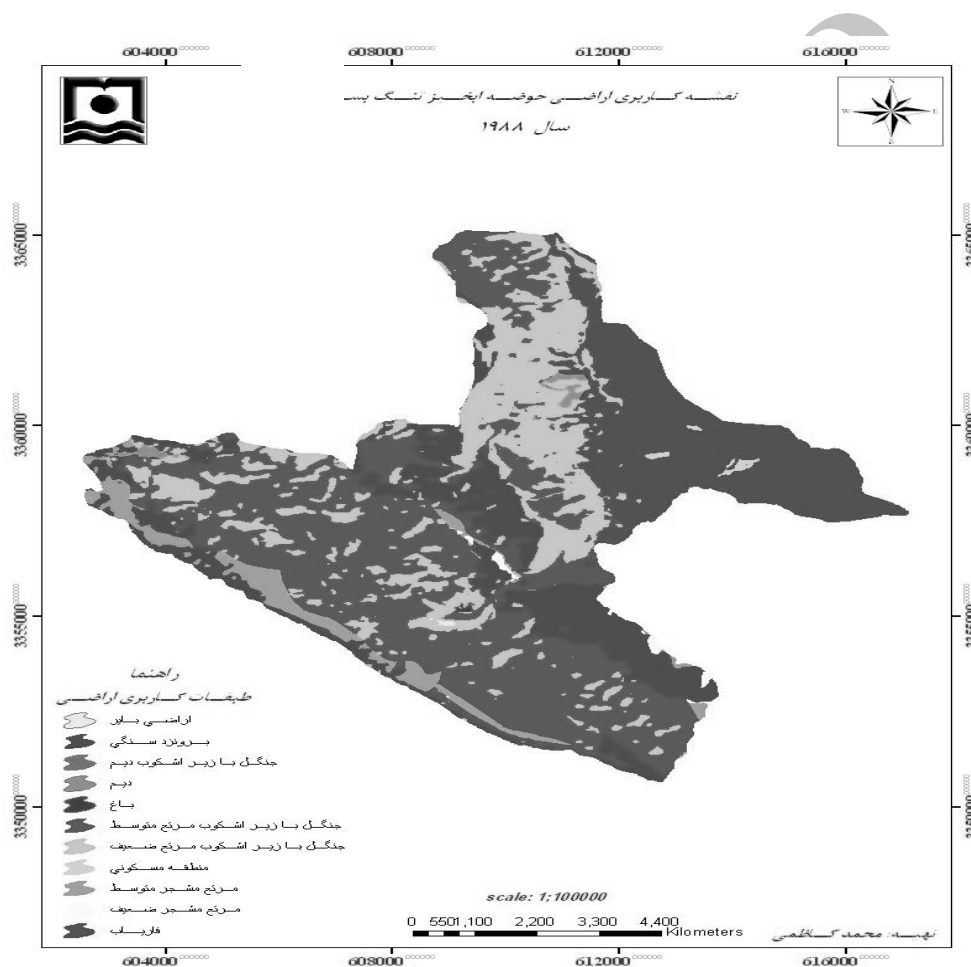 604000 608000 612000 616000
نقشه کاربری اراضی حوضه ابخیز تنگ بس
سال ۱۹۸۸
N
W E
S
3365000
3360000
3355000
3350000
راهنما
طبقات کاربری اراضی
اراضی بایر
برونزد سنگی
جنگل با زیر اشکوب دیم
دیم
باغ
جنگل با زیر اشکوب مرتع متوسط
جنگل با زیر اشکوب مرتع ضعیف
منطقه مسکونی
مرتع مشجر متوسط
مرتع مشجر ضعیف
فاریاب
scale: 1:100000
0 550 1,100 2,200 3,300 4,400 Kilometers
تهیه: محمد کاظمی
604000 608000 612000 616000